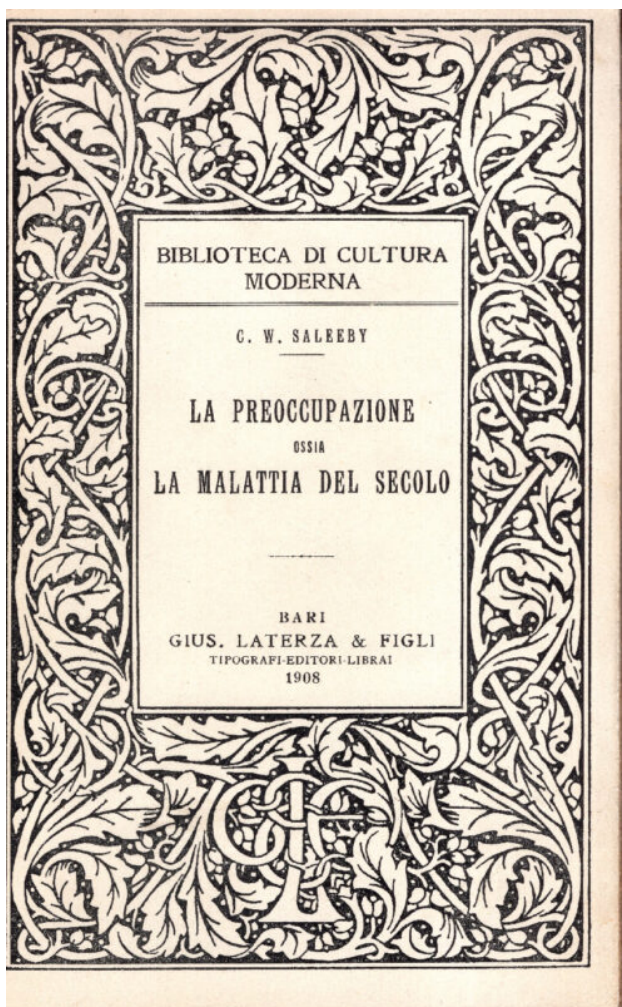 BIBLIOTECA DI CULTURA
MODERNA
C. W. SALEEBY
LA PREOCCUPAZIONE
OSSIA
LA MALATTIA DEL SECOLO
BARI
GIUS. LATERZA & FIGLI
TIPOGRAFI-EDITORI-LIBRAI
1908